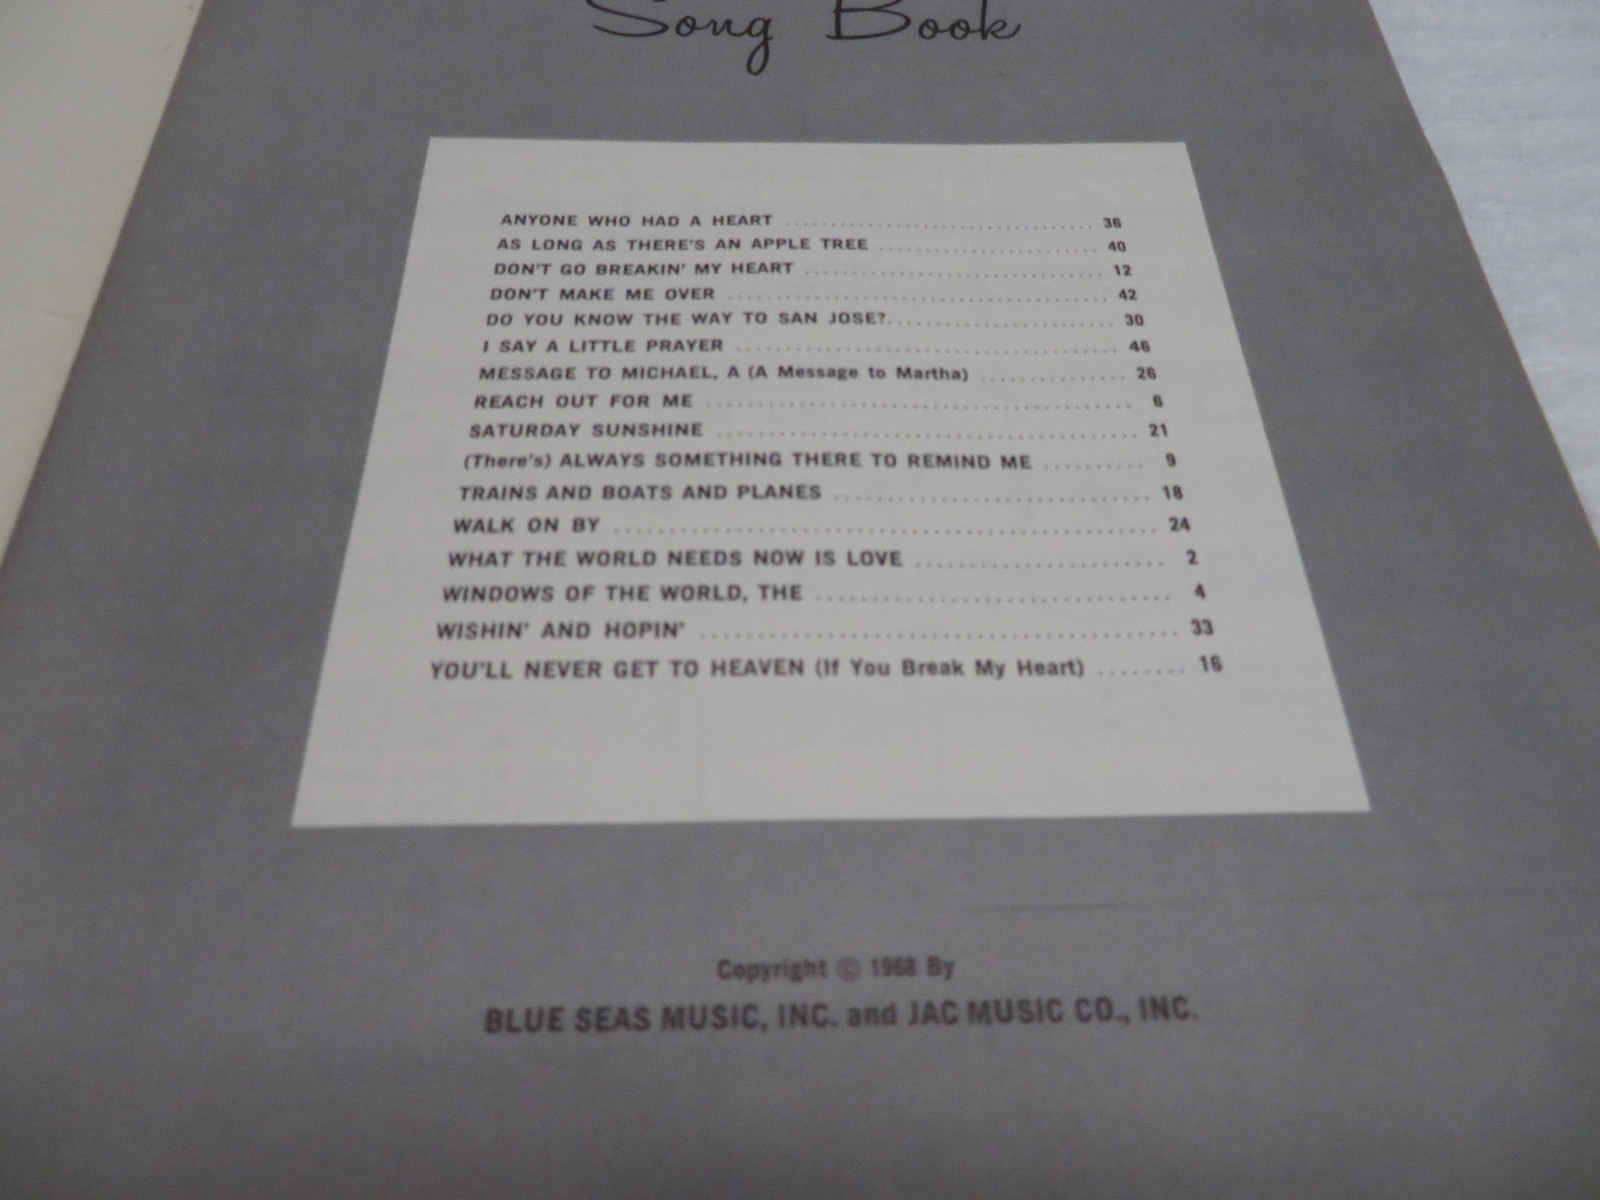 Song Book
ANYONE WHO HAD A HEART ........................................ 36
AS LONG AS THERE'S AN APPLE TREE ............................ 40
DON'T GO BREAKIN' MY HEART ..................................... 12
DON'T MAKE ME OVER ............................................... 42
DO YOU KNOW THE WAY TO SAN JOSE?........................... 30
I SAY A LITTLE PRAYER ............................................ 46
MESSAGE TO MICHAEL, A (A Message to Martha) ............... 26
REACH OUT FOR ME ................................................ 6
SATURDAY SUNSHINE ............................................... 21
(There's) ALWAYS SOMETHING THERE TO REMIND ME .......... 9
TRAINS AND BOATS AND PLANES ................................ 18
WALK ON BY ........................................................ 24
WHAT THE WORLD NEEDS NOW IS LOVE ....................... 2
WINDOWS OF THE WORLD, THE ................................. 4
WISHIN' AND HOPIN' ............................................. 33
YOU'LL NEVER GET TO HEAVEN (If You Break My Heart) ........ 16
Copyright © 1968 By
BLUE SEAS MUSIC, INC. and JAC MUSIC CO., INC.